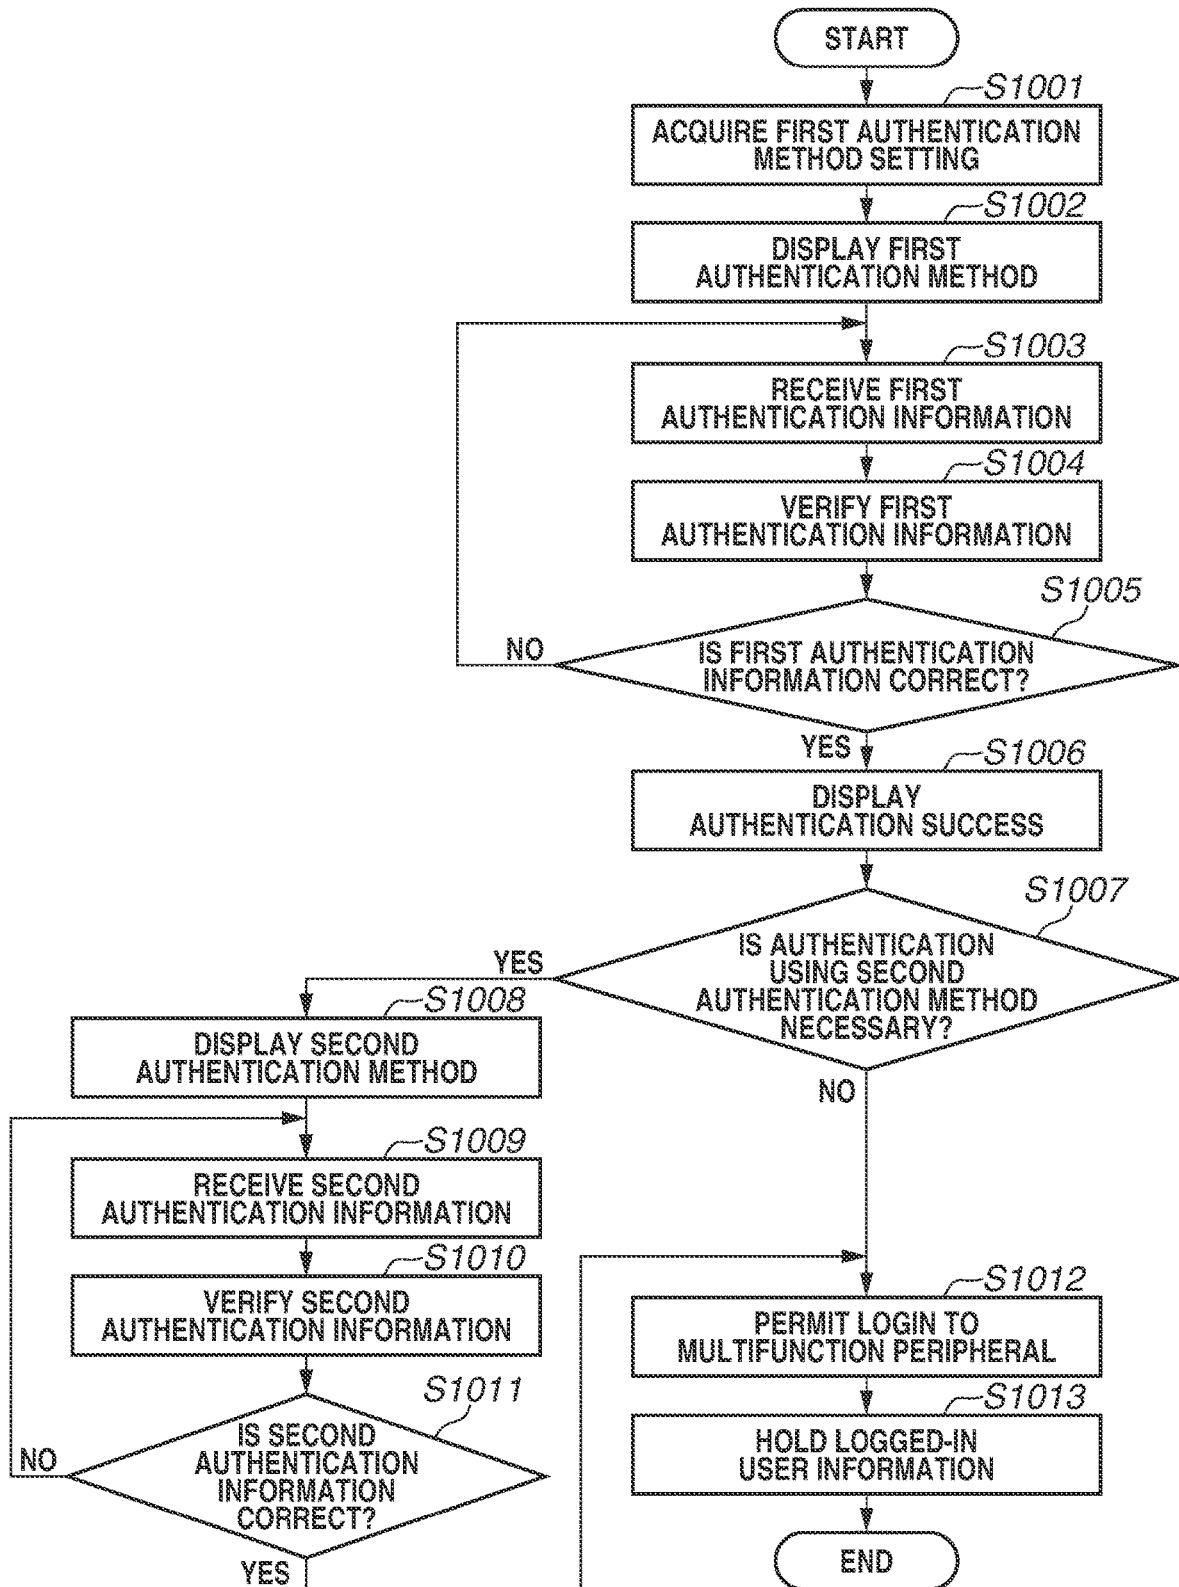 START
S1001
ACQUIRE FIRST AUTHENTICATION
METHOD SETTING
S1002
DISPLAY FIRST
AUTHENTICATION METHOD
S1003
RECEIVE FIRST
AUTHENTICATION INFORMATION
S1004
VERIFY FIRST
AUTHENTICATION INFORMATION
S1005
IS FIRST AUTHENTICATION
INFORMATION CORRECT?
NO
YES
S1006
DISPLAY
AUTHENTICATION SUCCESS
S1007
IS AUTHENTICATION
USING SECOND
AUTHENTICATION METHOD
NECESSARY?
YES
NO
S1008
DISPLAY SECOND
AUTHENTICATION METHOD
S1009
RECEIVE SECOND
AUTHENTICATION INFORMATION
S1010
VERIFY SECOND
AUTHENTICATION INFORMATION
S1011
IS SECOND
AUTHENTICATION
INFORMATION
CORRECT?
NO
YES
S1012
PERMIT LOGIN TO
MULTIFUNCTION PERIPHERAL
S1013
HOLD LOGGED-IN
USER INFORMATION
END